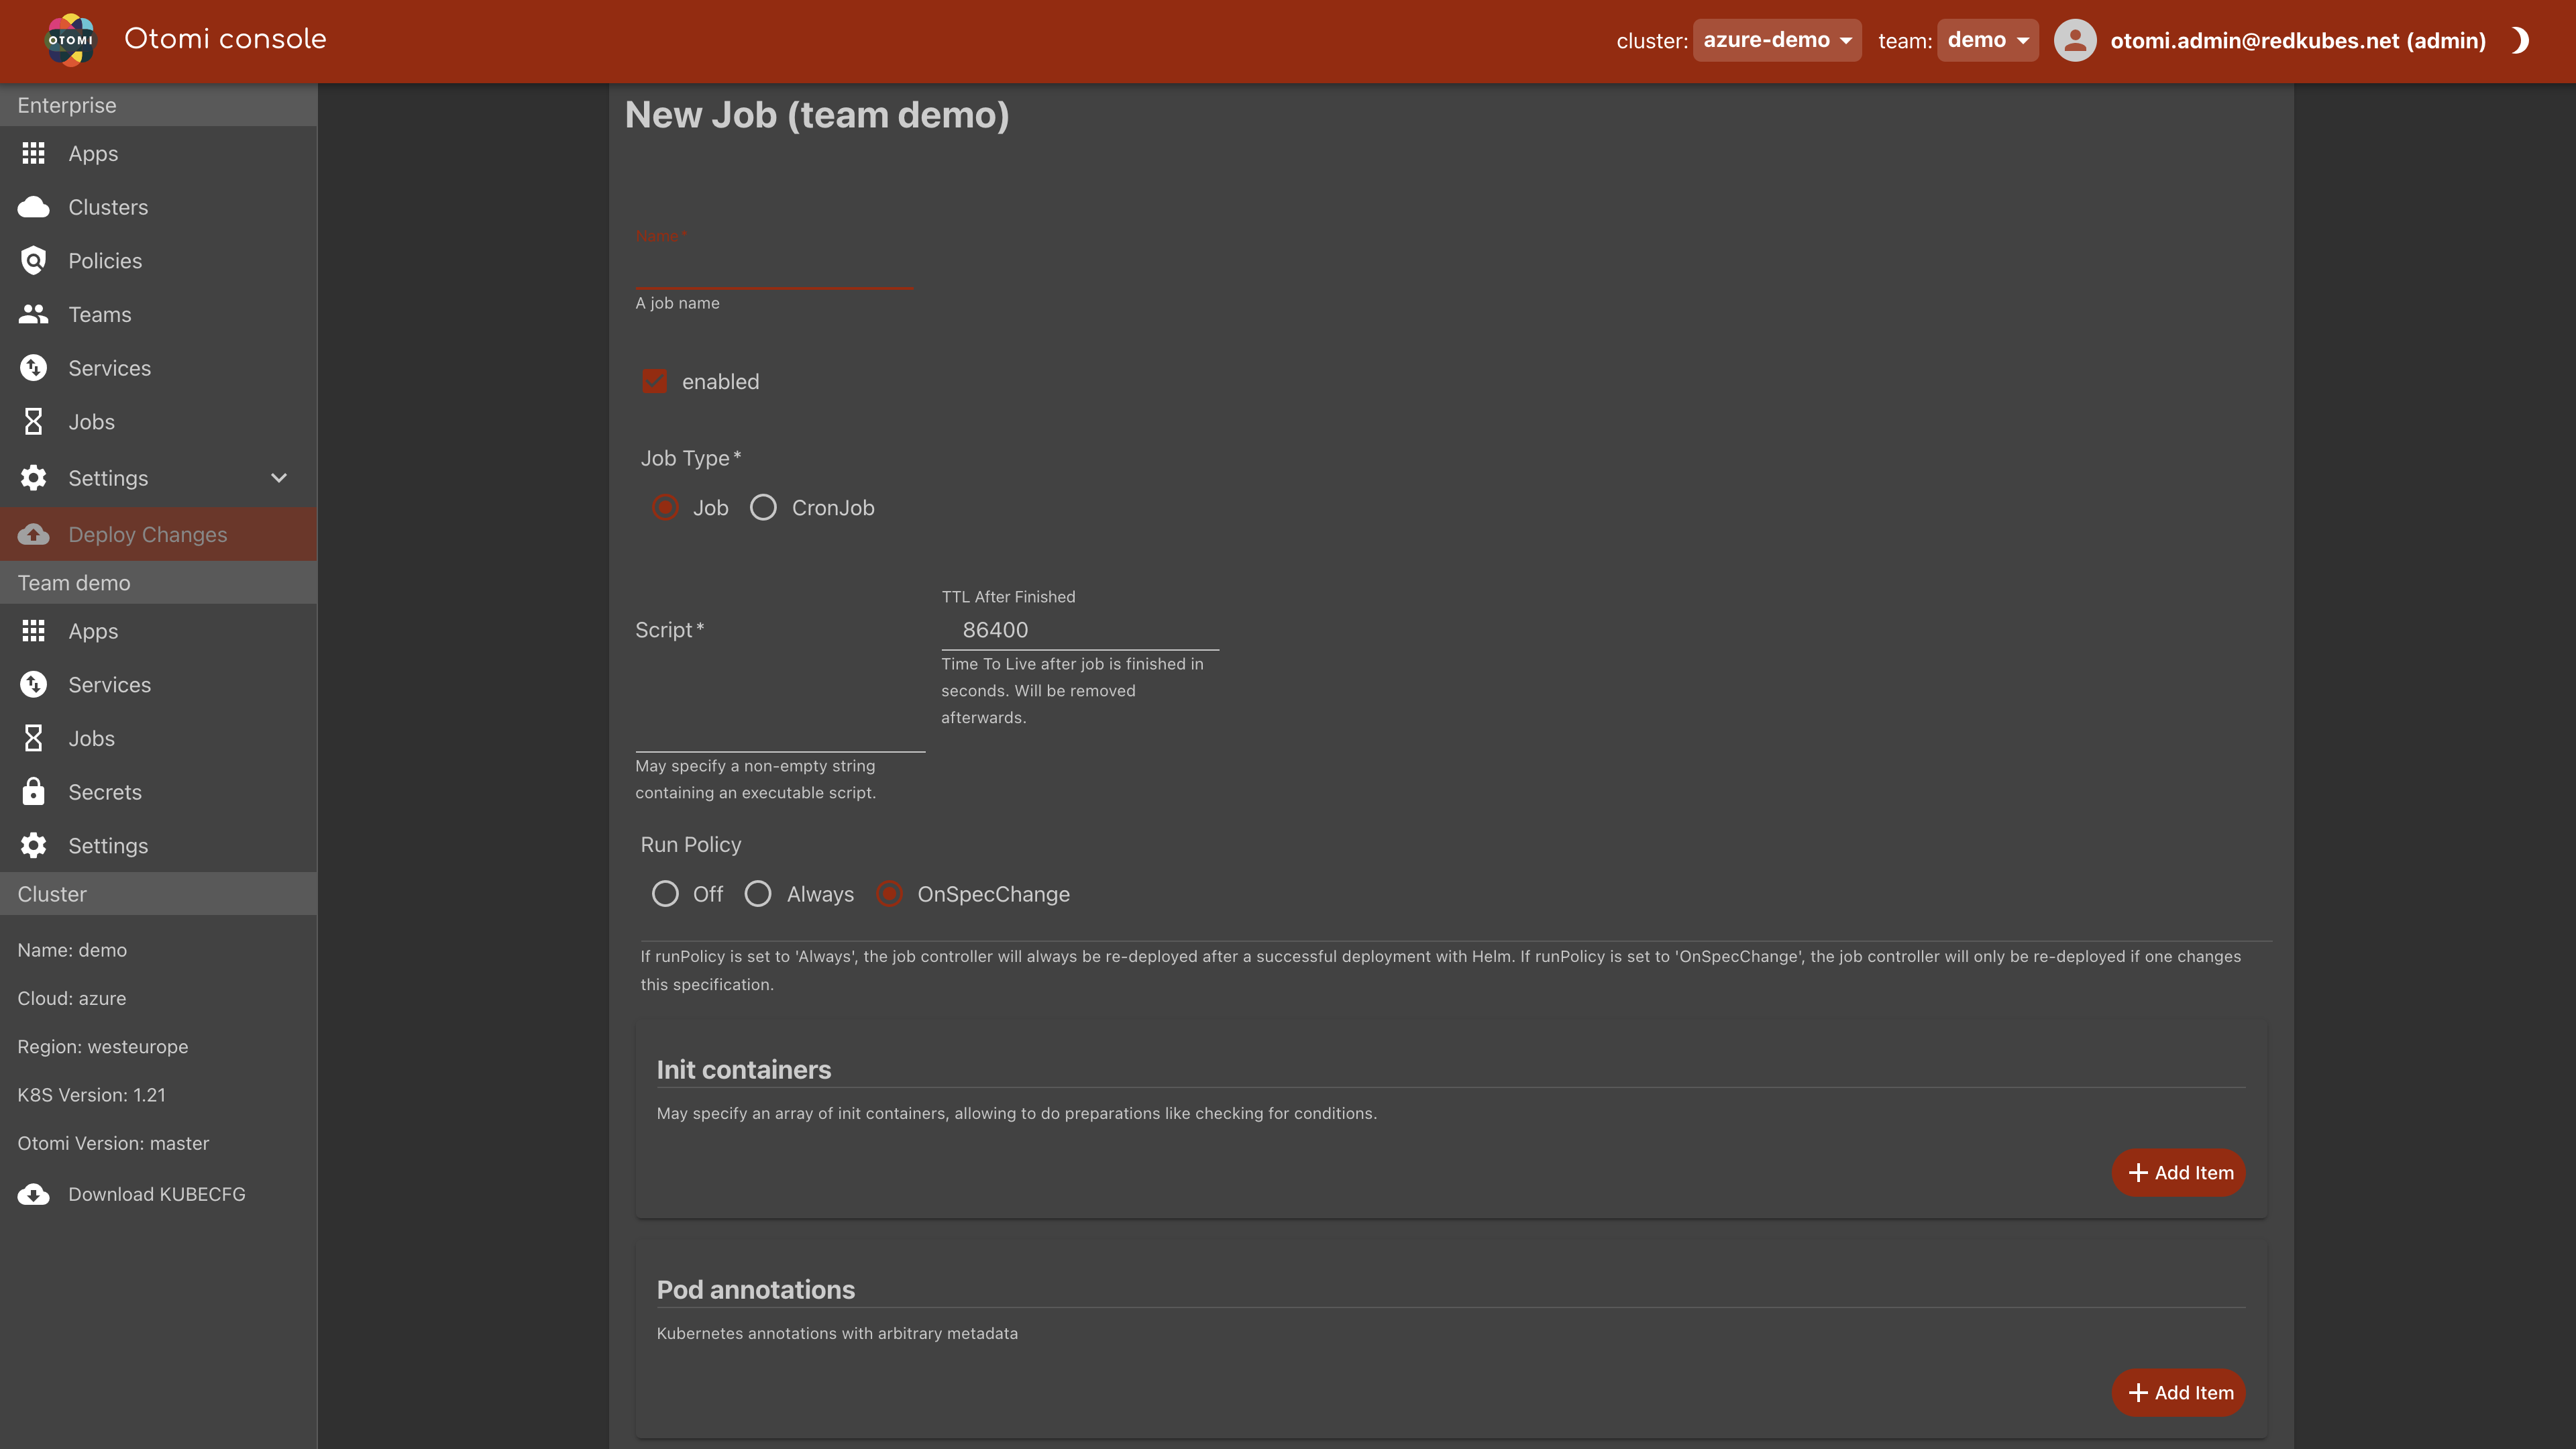 OTOMI
Otomi console
cluster: azure-demo team: demo otomi.admin@redkubes.net (admin)
Enterprise
Apps
Clusters
Policies
Teams
Services
Jobs
Settings
Deploy Changes
Team demo
Apps
Services
Jobs
Secrets
Settings
Cluster
Name: demo
Cloud: azure
Region: westeurope
K8S Version: 1.21
Otomi Version: master
Download KUBECFG
New Job (team demo)
Name*
A job name
enabled
Job Type*
Job CronJob
Script*
May specify a non-empty string
containing an executable script.
TTL After Finished
86400
Time To Live after job is finished in
seconds. Will be removed
afterwards.
Run Policy
Off Always OnSpecChange
If runPolicy is set to 'Always', the job controller will always be re-deployed after a successful deployment with Helm. If runPolicy is set to 'OnSpecChange', the job controller will only be re-deployed if one changes
this specification.
Init containers
May specify an array of init containers, allowing to do preparations like checking for conditions.
Add Item
Pod annotations
Kubernetes annotations with arbitrary metadata
Add Item